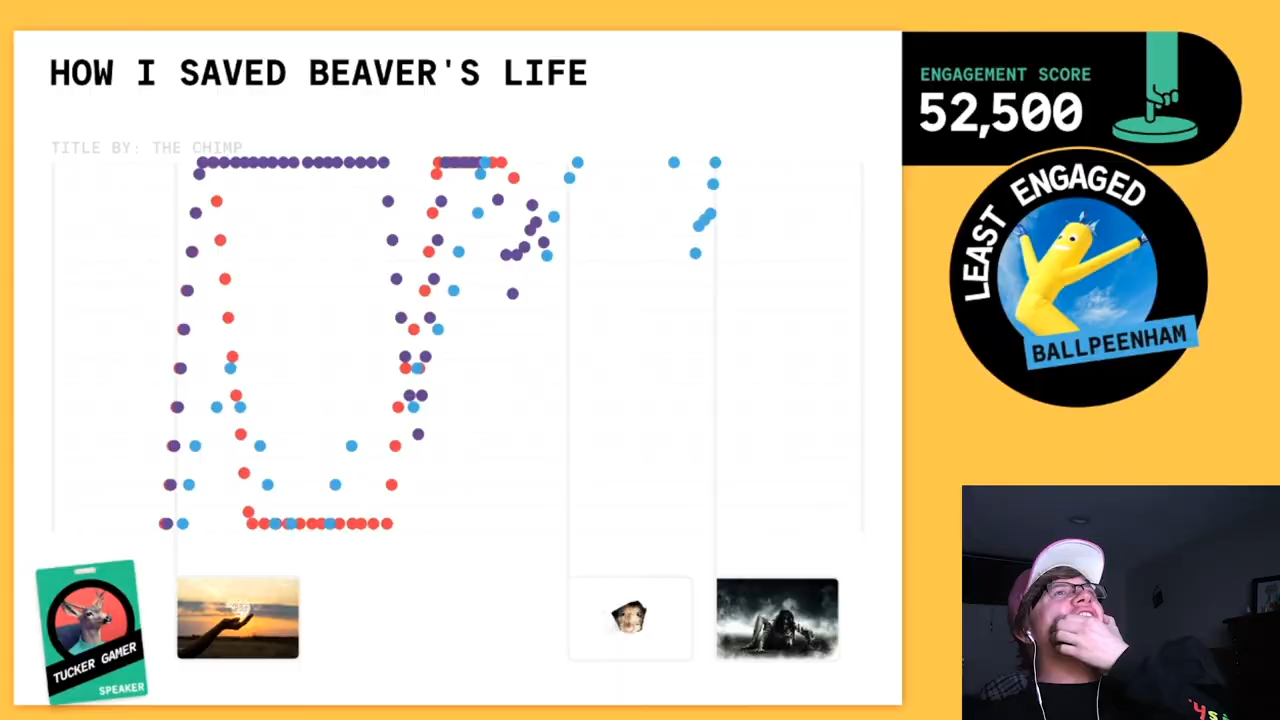 HOW I SAVED BEAVER'S LIFE
TITLE BY: THE CHIMP
ENGAGEMENT SCORE
52,500
LEAST ENGAGED
BALLPEENHAM
TUCKER GAMER
SPEAKER